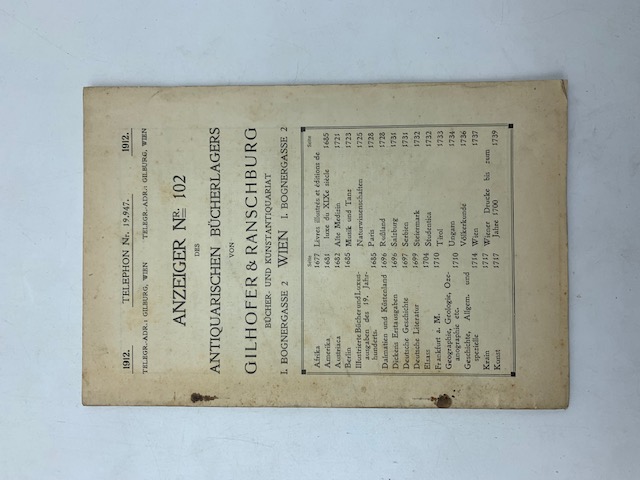 1912. TELEPHON Nr. 19,947. 1912.
TELEGR.-ADR.: GILBURG, WIEN TELEGR.-ADR.: GILBURG, WIEN
ANZEIGER Nr. 102
DES
ANTIQUARISCHEN BÜCHERLAGERS
VON
GILHOFER & RANSCHBURG
BÜCHER- UND KUNSTANTIQUARIAT
I. BOGNERGASSE 2 WIEN I. BOGNERGASSE 2
Seite
Afrika 1677
Amerika 1681
Austriaca 1682
Berlin 1685
Illustrierte Bücher und Luxus-
ausgaben des 19. Jahr-
hunderts 1685
Dalmatien und Küstenland 1696
Dickens Erstausgaben 1696
Deutsche Geschichte 1697
Deutsche Literatur 1699
Elsass 1704
Frankfurt a. M. 1710
Geographie, Geologie, Oze-
anographie etc. 1710
Geschichte, Allgem. und
spezielle 1714
Krain 1717
Kunst 1717
Seite
Livres illustrés et éditions de
luxe du XIXe siècle 1685
Alte Medizin 1721
Musik und Tanz 1723
Naturwissenschaften 1725
Paris 1728
Rußland 1728
Salzburg 1731
Serbien 1731
Steiermark 1732
Studentica 1732
Tirol 1733
Ungarn 1734
Völkerkunde 1736
Wien 1737
Wiener Drucke bis zum
Jahre 1700 1739